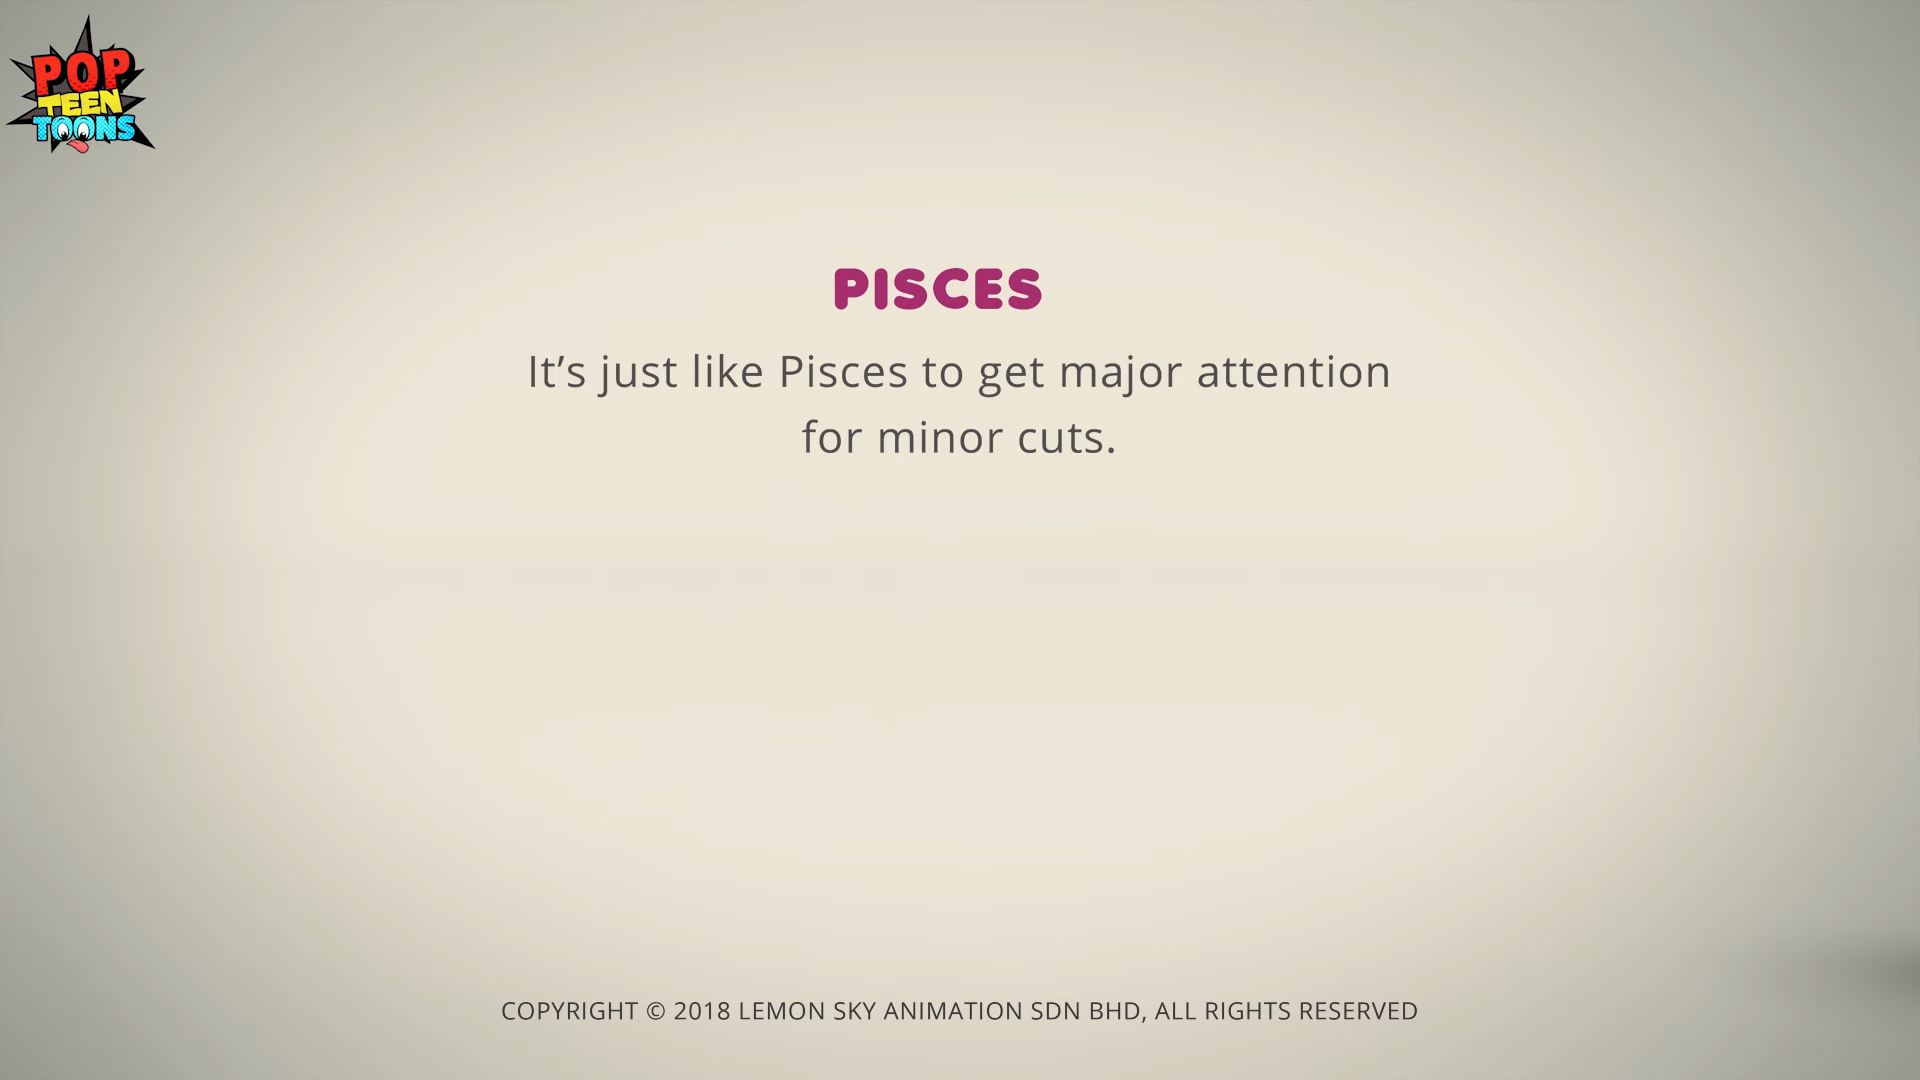 POP
TEEN
TOONS
PISCES
It’s just like Pisces to get major attention
for minor cuts.
COPYRIGHT © 2018 LEMON SKY ANIMATION SDN BHD, ALL RIGHTS RESERVED